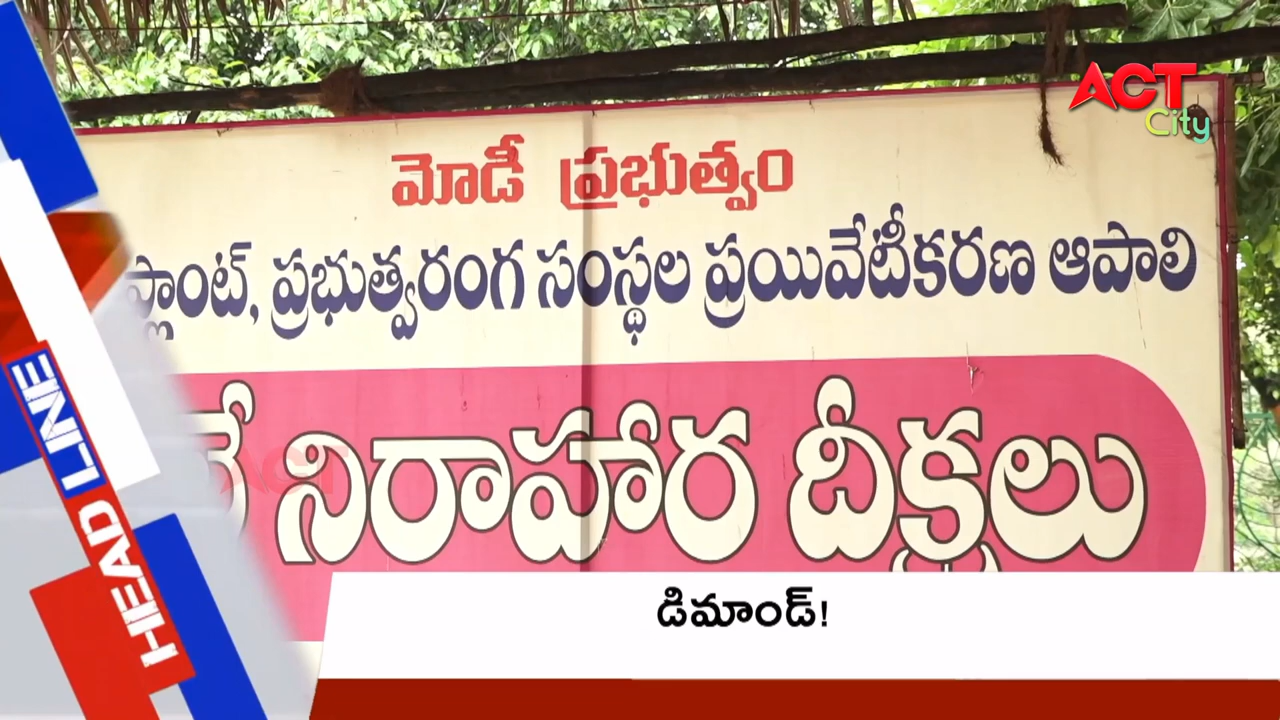 ACT
City
మోడీ ప్రభుత్వం
ప్లాంట్, ప్రభుత్వరంగ సంస్థల ప్రయివేటీకరణ ఆపాలి
నిరాహార దీక్షలు
HEAD LINE
డిమాండ్!